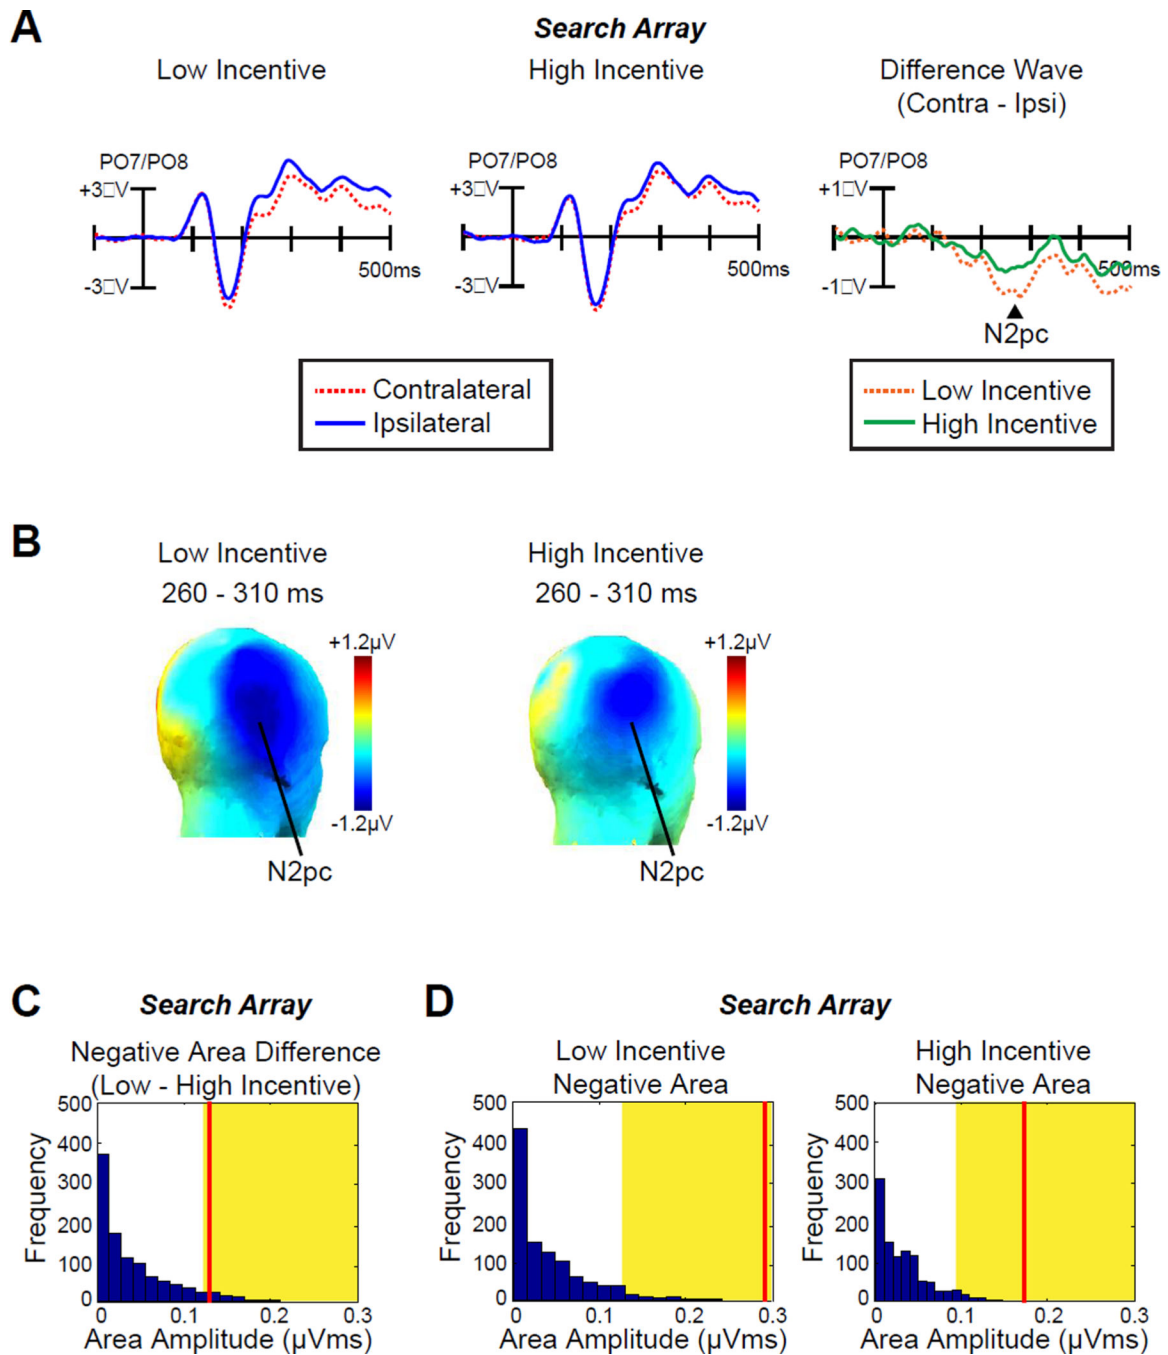 A
Search Array
Low Incentive
High Incentive
Difference Wave
(Contra - Ipsi)
PO7/PO8
+3□V
-3□V
500ms
PO7/PO8
+3□V
-3□V
500ms
PO7/PO8
+1□V
-1□V
500ms
N2pc
Contralateral
Ipsilateral
Low Incentive
High Incentive
B
Low Incentive
260 - 310 ms
+1.2µV
-1.2µV
N2pc
High Incentive
260 - 310 ms
+1.2µV
-1.2µV
N2pc
C
Search Array
Negative Area Difference
(Low - High Incentive)
Frequency
500
400
300
200
100
0
0 0.1 0.2 0.3
Area Amplitude (µVms)
D
Search Array
Low Incentive
Negative Area
Frequency
500
400
300
200
100
0
0 0.1 0.2 0.3
Area Amplitude (µVms)
High Incentive
Negative Area
Frequency
500
400
300
200
100
0
0 0.1 0.2 0.3
Area Amplitude (µVms)